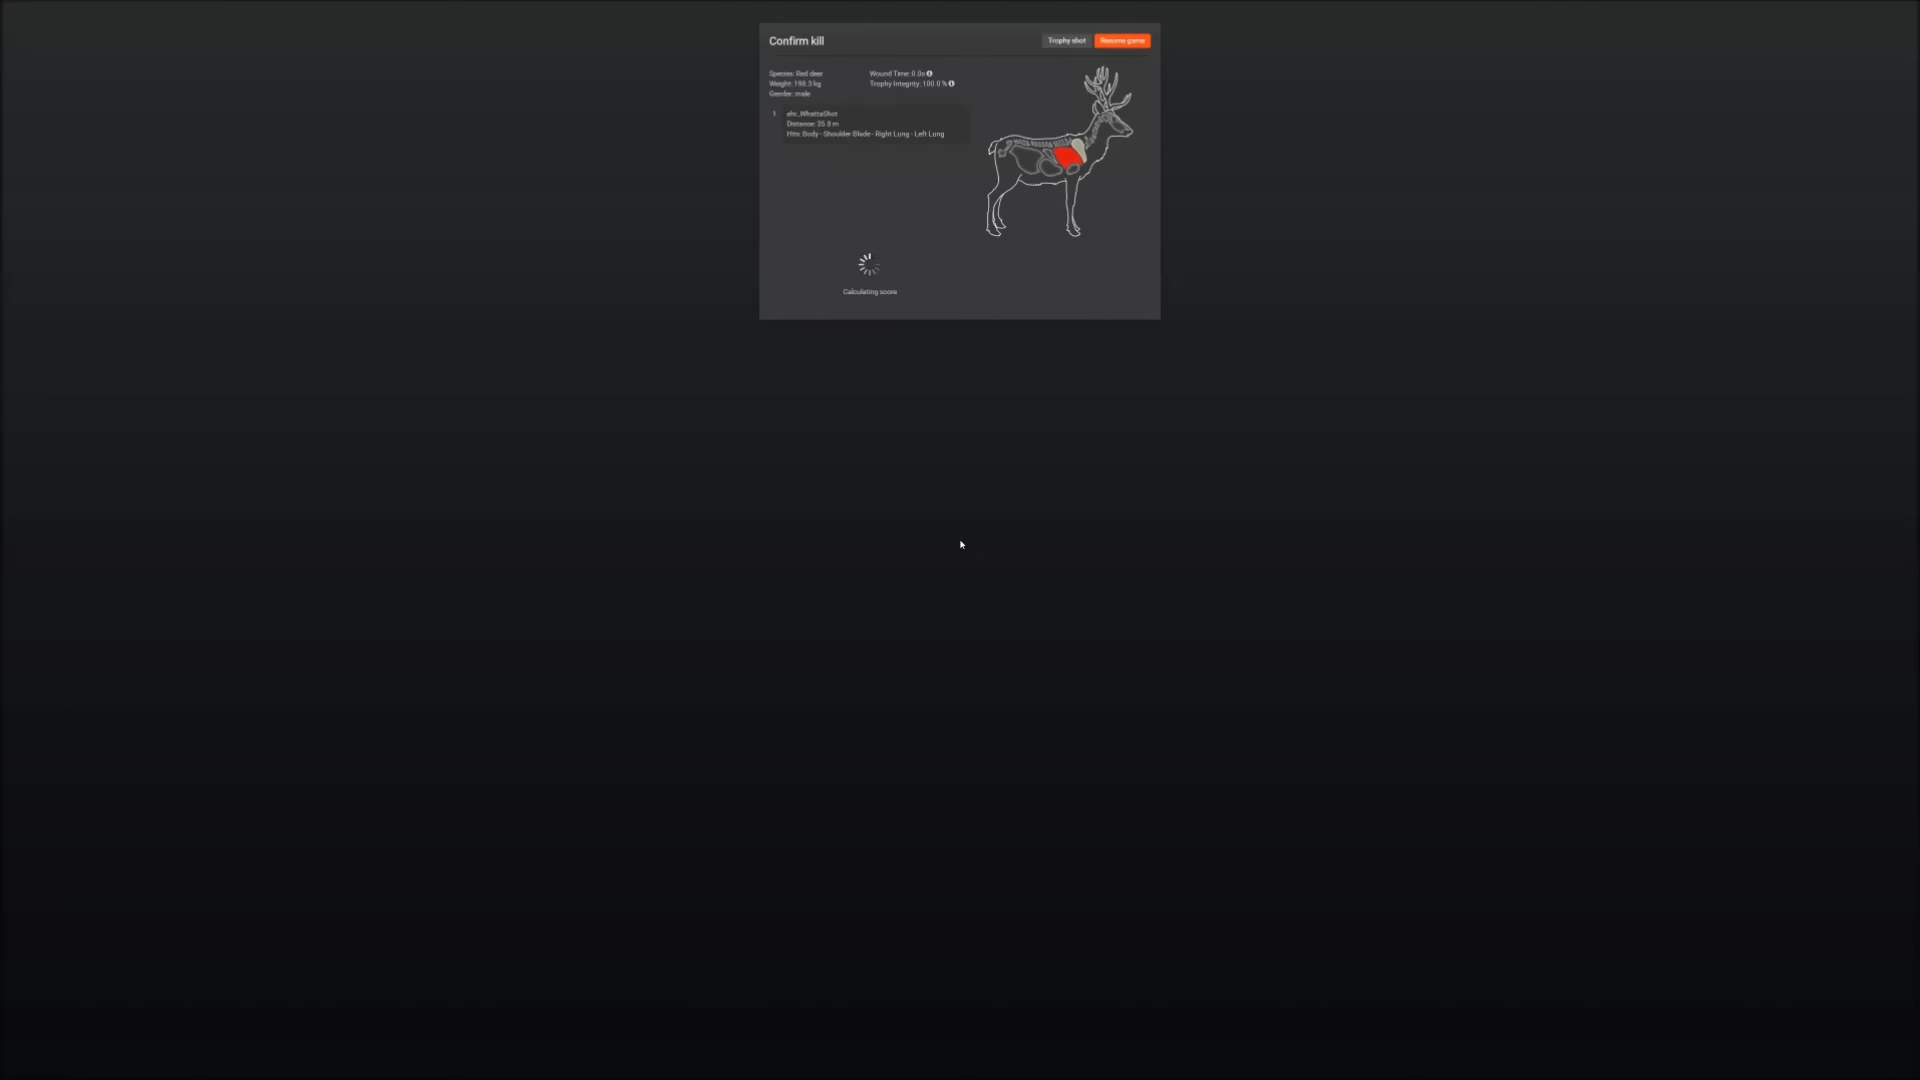 Confirm kill
Trophy shot
Resume game
Species: Red deer
Weight: 198.3 kg
Gender: male
Wound Time: 0.0s
Trophy Integrity: 100.0 %
1
Distance: 35.8 m
Hits: Body - Shoulder Blade - Right Lung - Left Lung
Calculating score